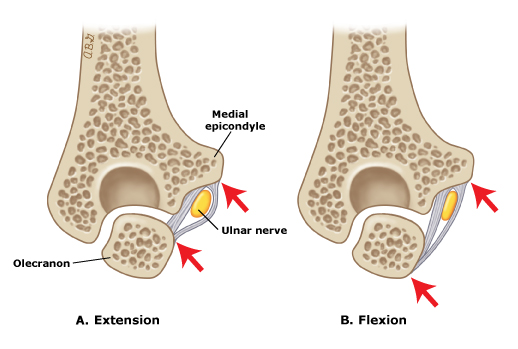 Medial
epicondyle
Ulnar nerve
Olecranon
A. Extension
B. Flexion